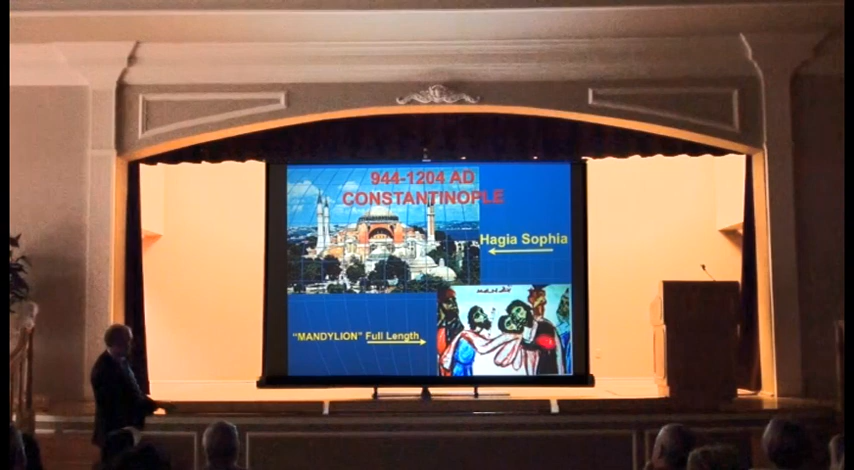 944-1204 AD
CONSTANTINOPLE
Hagia Sophia
"MANDYLION" Full Length